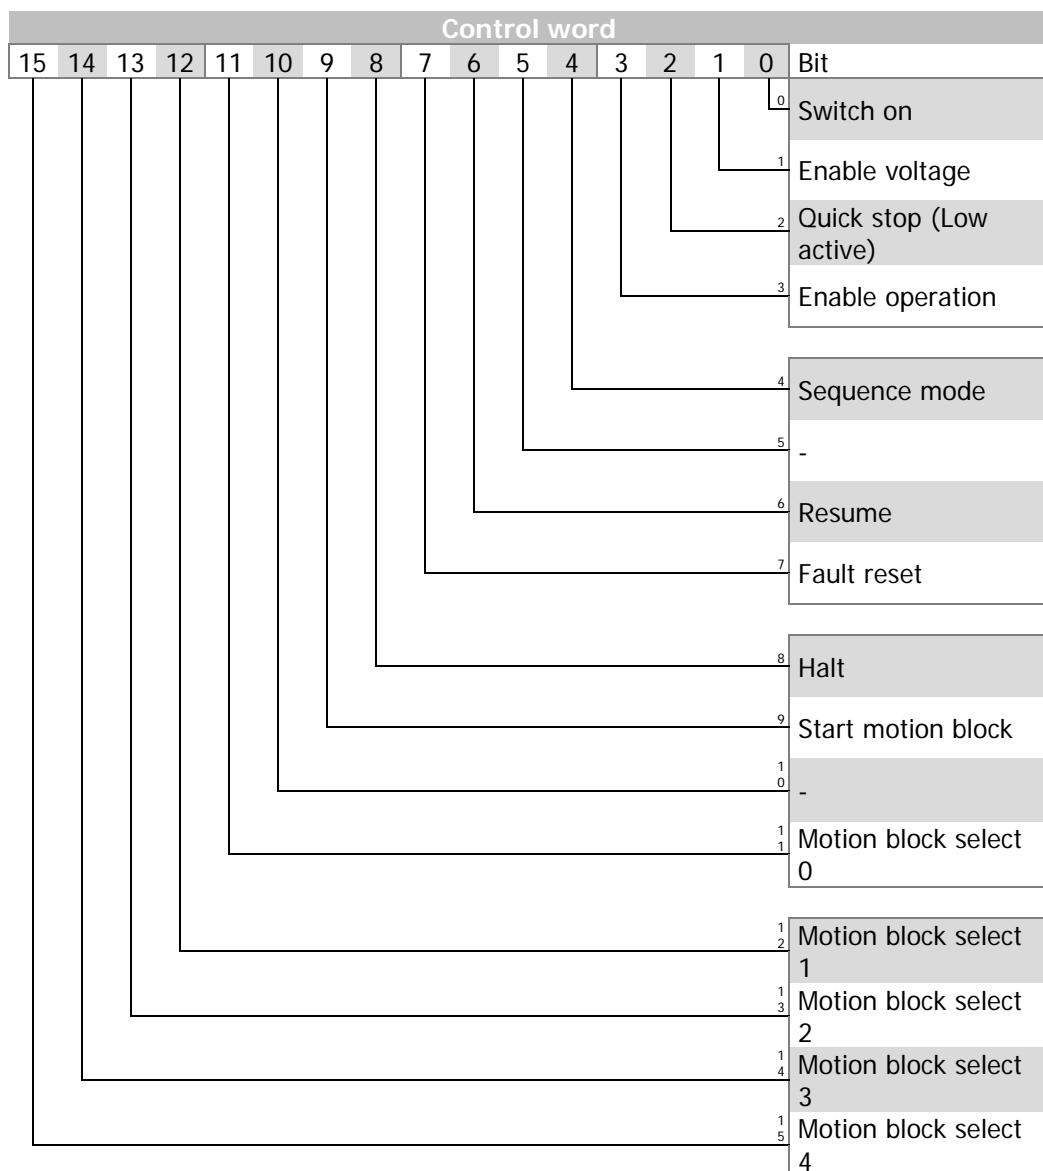 Control word
15 14 13 12 11 10 9 8 7 6 5 4 3 2 1 0 Bit
0 Switch on
1 Enable voltage
2 Quick stop (Low
active)
3 Enable operation
4 Sequence mode
5 -
6 Resume
7 Fault reset
8 Halt
9 Start motion block
1
0 -
1
1 Motion block select
0
1
2 Motion block select
1
1
3 Motion block select
2
1
4 Motion block select
3
1
5 Motion block select
4